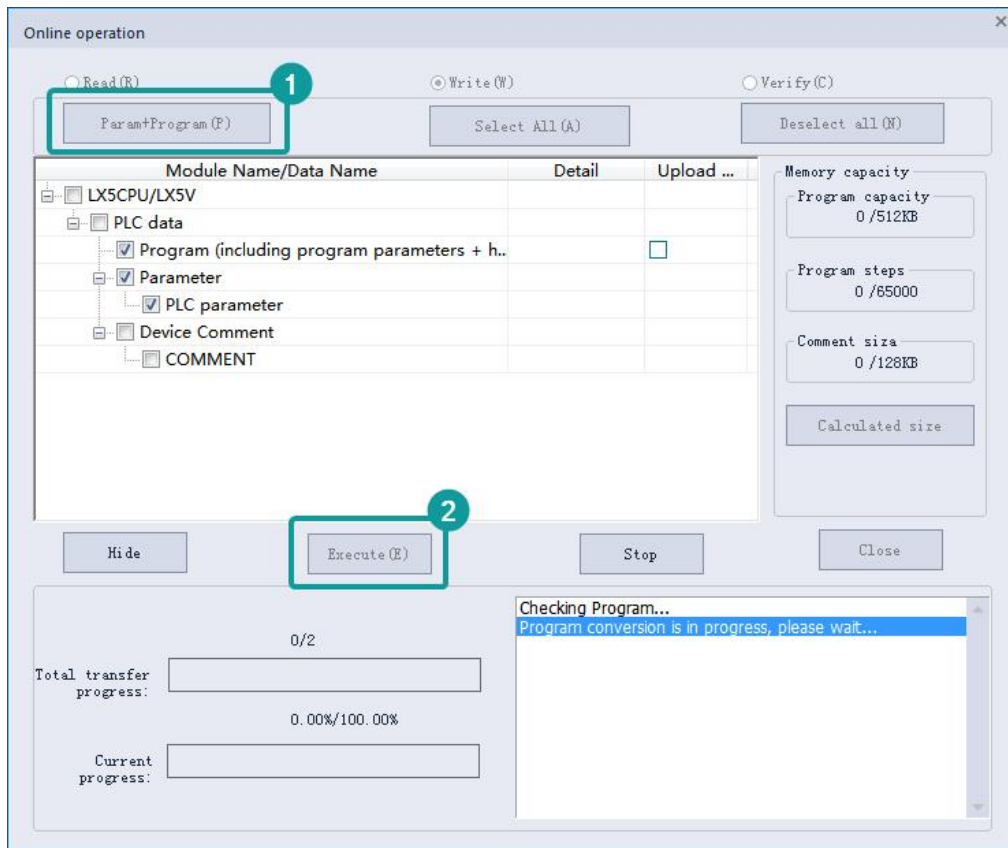 Online operation
Read(R)
1
Write(W)
Verify(C)
Param+Program(P)
Select All(A)
Deselect all(N)
Module Name/Data Name
Detail
Upload ...
LX5CPU/LX5V
PLC data
Program (including program parameters + h..
Parameter
PLC parameter
Device Comment
COMMENT
Memory capacity
Program capacity
0 /512KB
Program steps
0 /65000
Comment siza
0 /128KB
Calculated size
2
Hide
Execute(E)
Stop
Close
0/2
Total transfer
progress:
0.00%/100.00%
Current
progress:
Checking Program...
Program conversion is in progress, please wait...